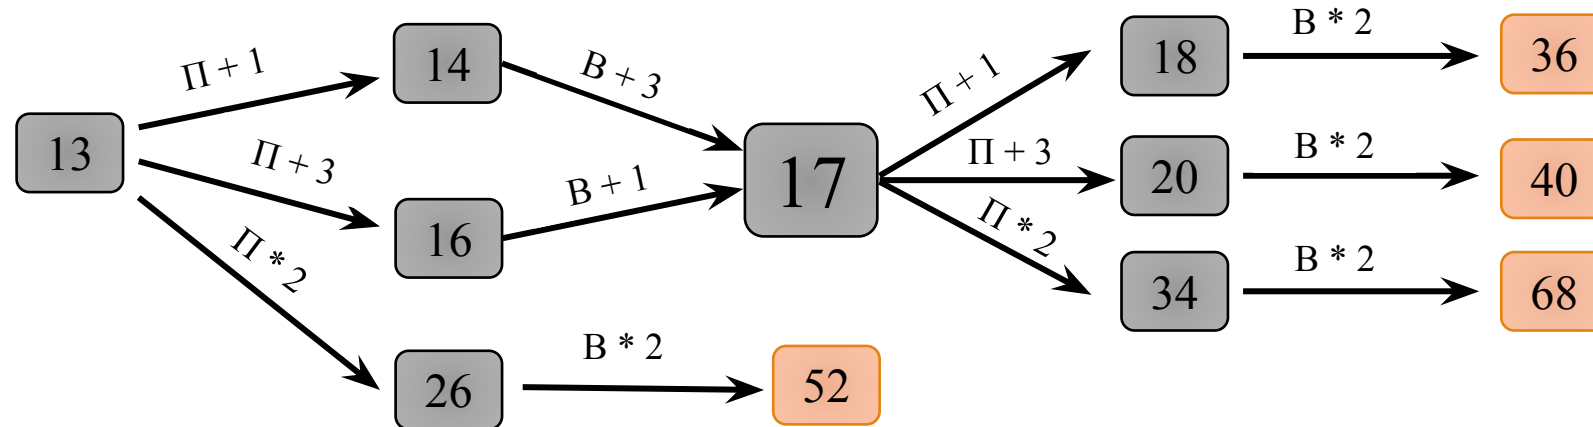 П + 1
14
В + 3
13
П + 3
16
В + 1
П * 2
26
В * 2
52
17
П + 1
18
В * 2
36
П + 3
20
В * 2
40
П * 2
34
В * 2
68